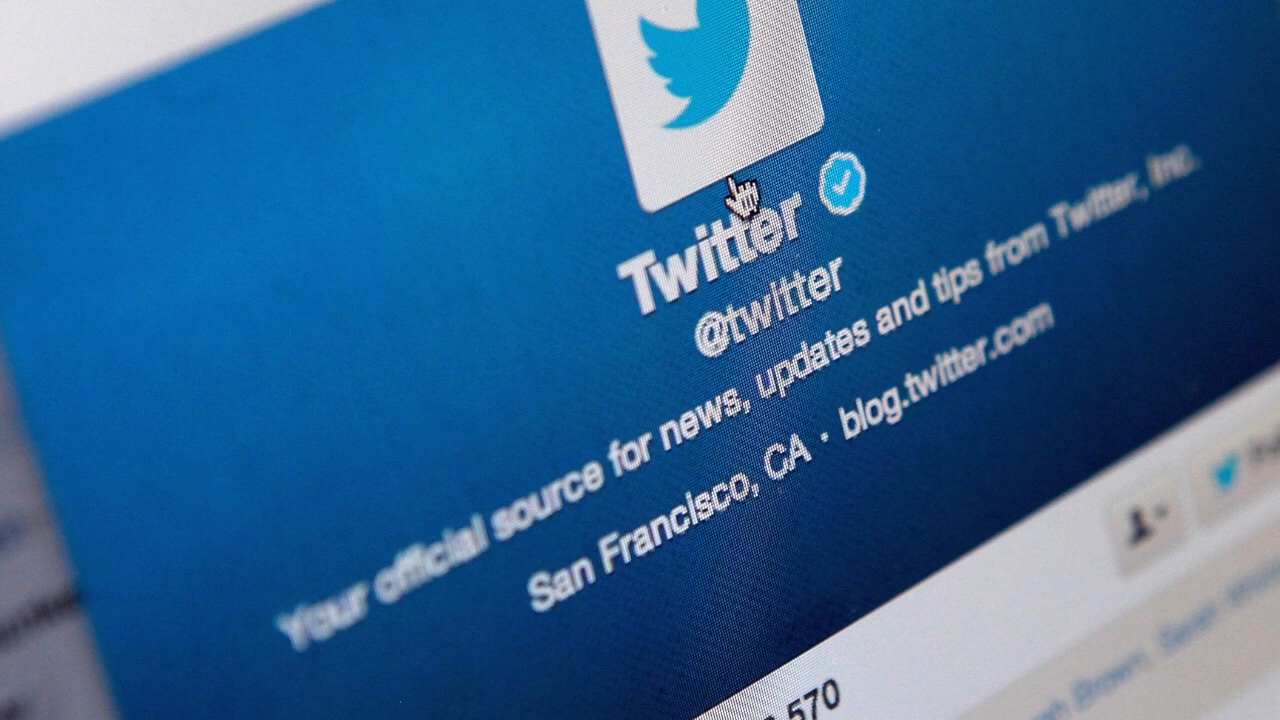 Twitter
@twitter
Your official source for news, updates and tips from Twitter, Inc.
San Francisco, CA · blog.twitter.com
570
Brown,